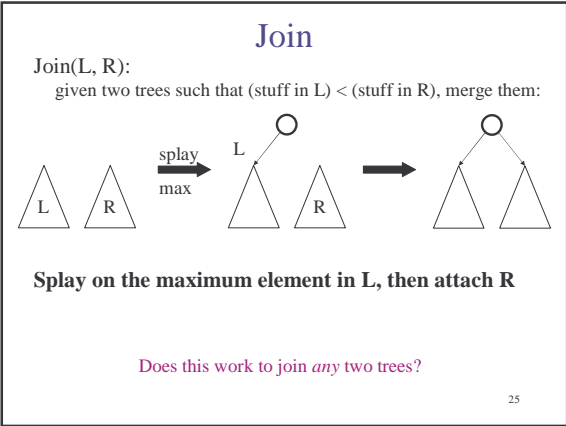 Join
Join(L, R):
given two trees such that (stuff in L) < (stuff in R), merge them:
L
R
splay
max
L
R
Splay on the maximum element in L, then attach R
Does this work to join any two trees?
25